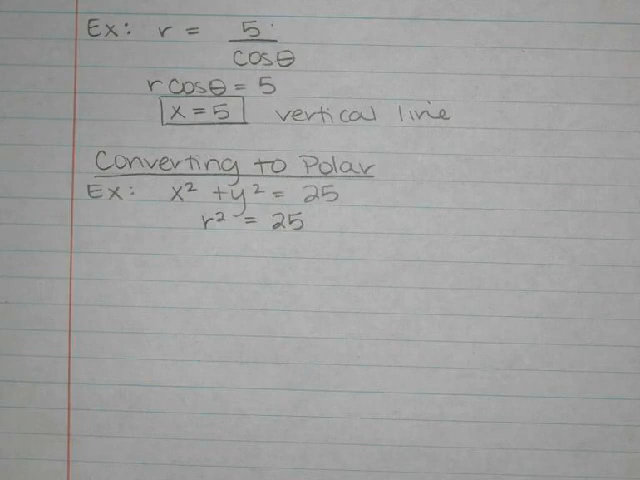 Ex: r = 5
cosθ
r cosθ = 5
x = 5 vertical line
Converting to Polar
Ex: x² + y² = 25
r² = 25